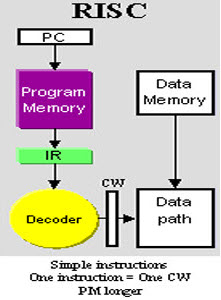 RISC
PC
Program
Memory
Data
Memory
IR
CW
Decoder
Data
path
Simple instructions
One instruction = One CW
PM longer